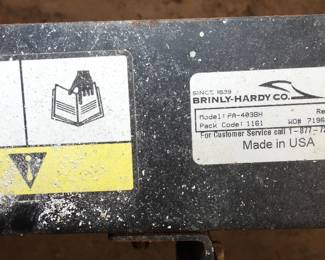 SINCE 1839
BRINLY-HARDY CO.
Model: PA-403BH Re
Pack Code: 1161 WO# 7196
For Customer Service call 1-877-7
Made in USA